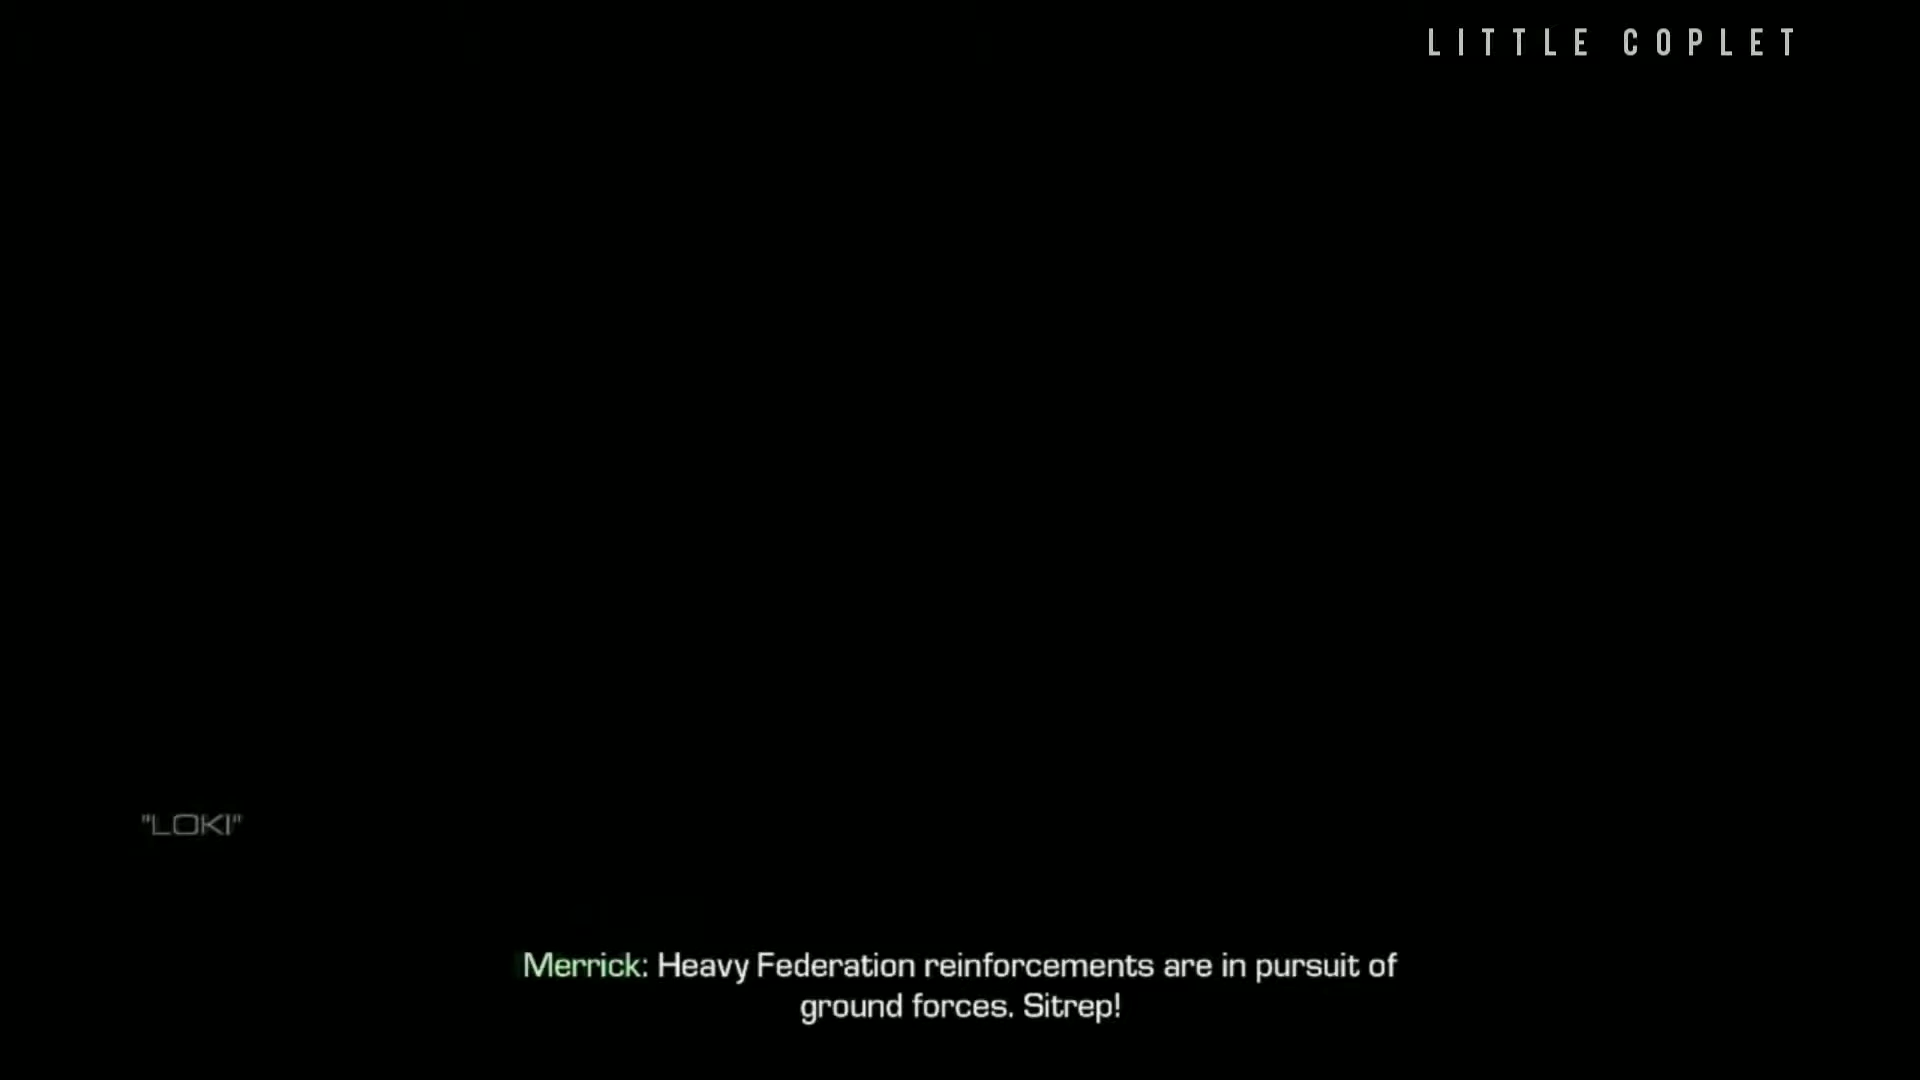 LITTLE COPLET
"LOKI"
Merrick: Heavy Federation reinforcements are in pursuit of
ground forces. Sitrep!